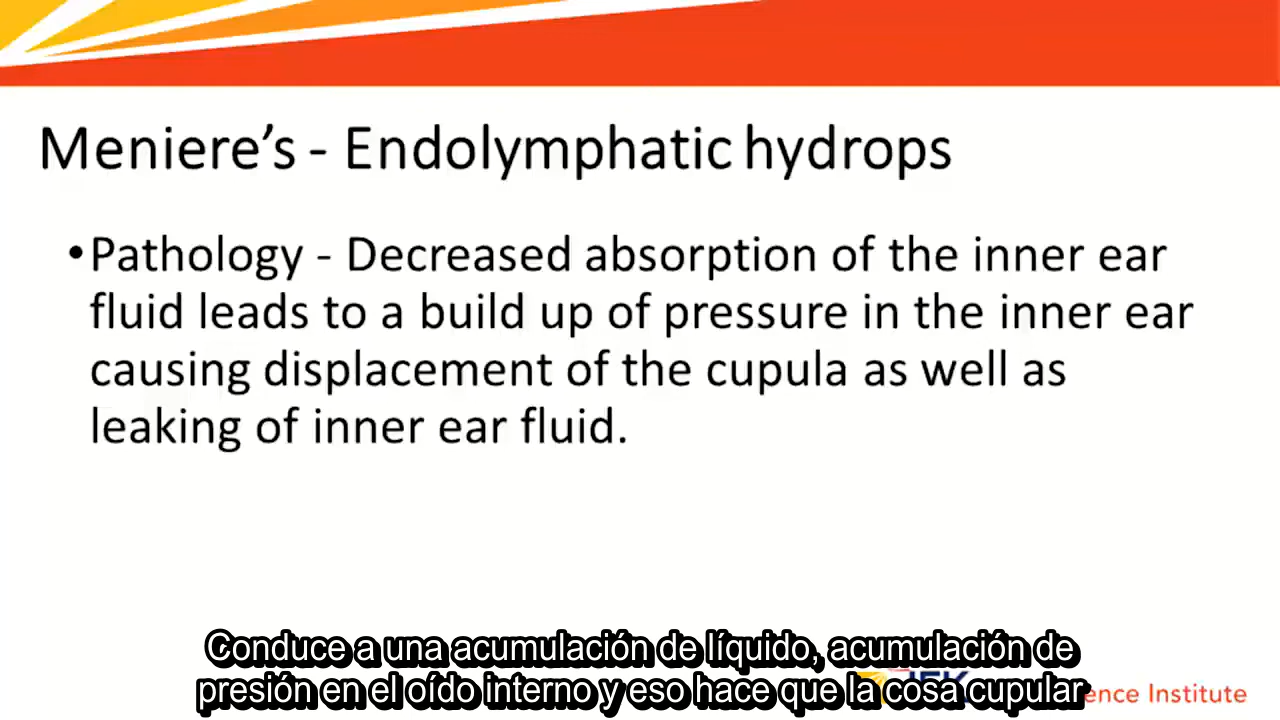 Meniere's - Endolymphatic hydrops
•Pathology - Decreased absorption of the inner ear
fluid leads to a build up of pressure in the inner ear
causing displacement of the cupula as well as
leaking of inner ear fluid.
Conduce a una acumulación de líquido, acumulación de
presión en el oído interno y eso hace que la cosa cupular
Institute